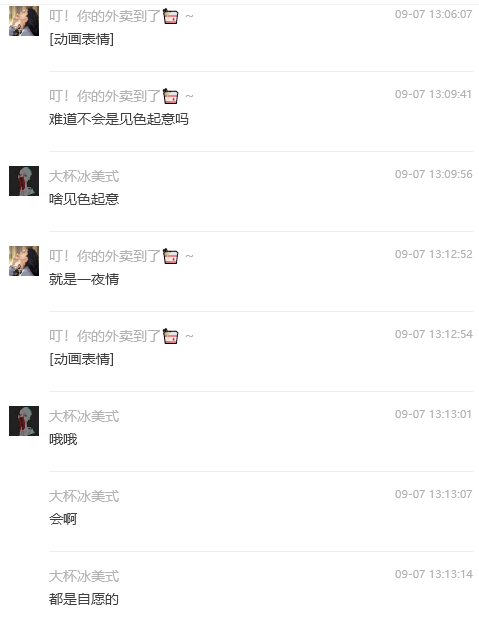 叮！你的外卖到了 ~ 09-07 13:06:07
[动画表情]
叮！你的外卖到了 ~ 09-07 13:09:41
难道不会是见色起意吗
大杯冰美式 09-07 13:09:56
啥见色起意
叮！你的外卖到了 ~ 09-07 13:12:52
就是一夜情
叮！你的外卖到了 ~ 09-07 13:12:54
[动画表情]
大杯冰美式 09-07 13:13:01
哦哦
大杯冰美式 09-07 13:13:07
会啊
大杯冰美式 09-07 13:13:14
都是自愿的